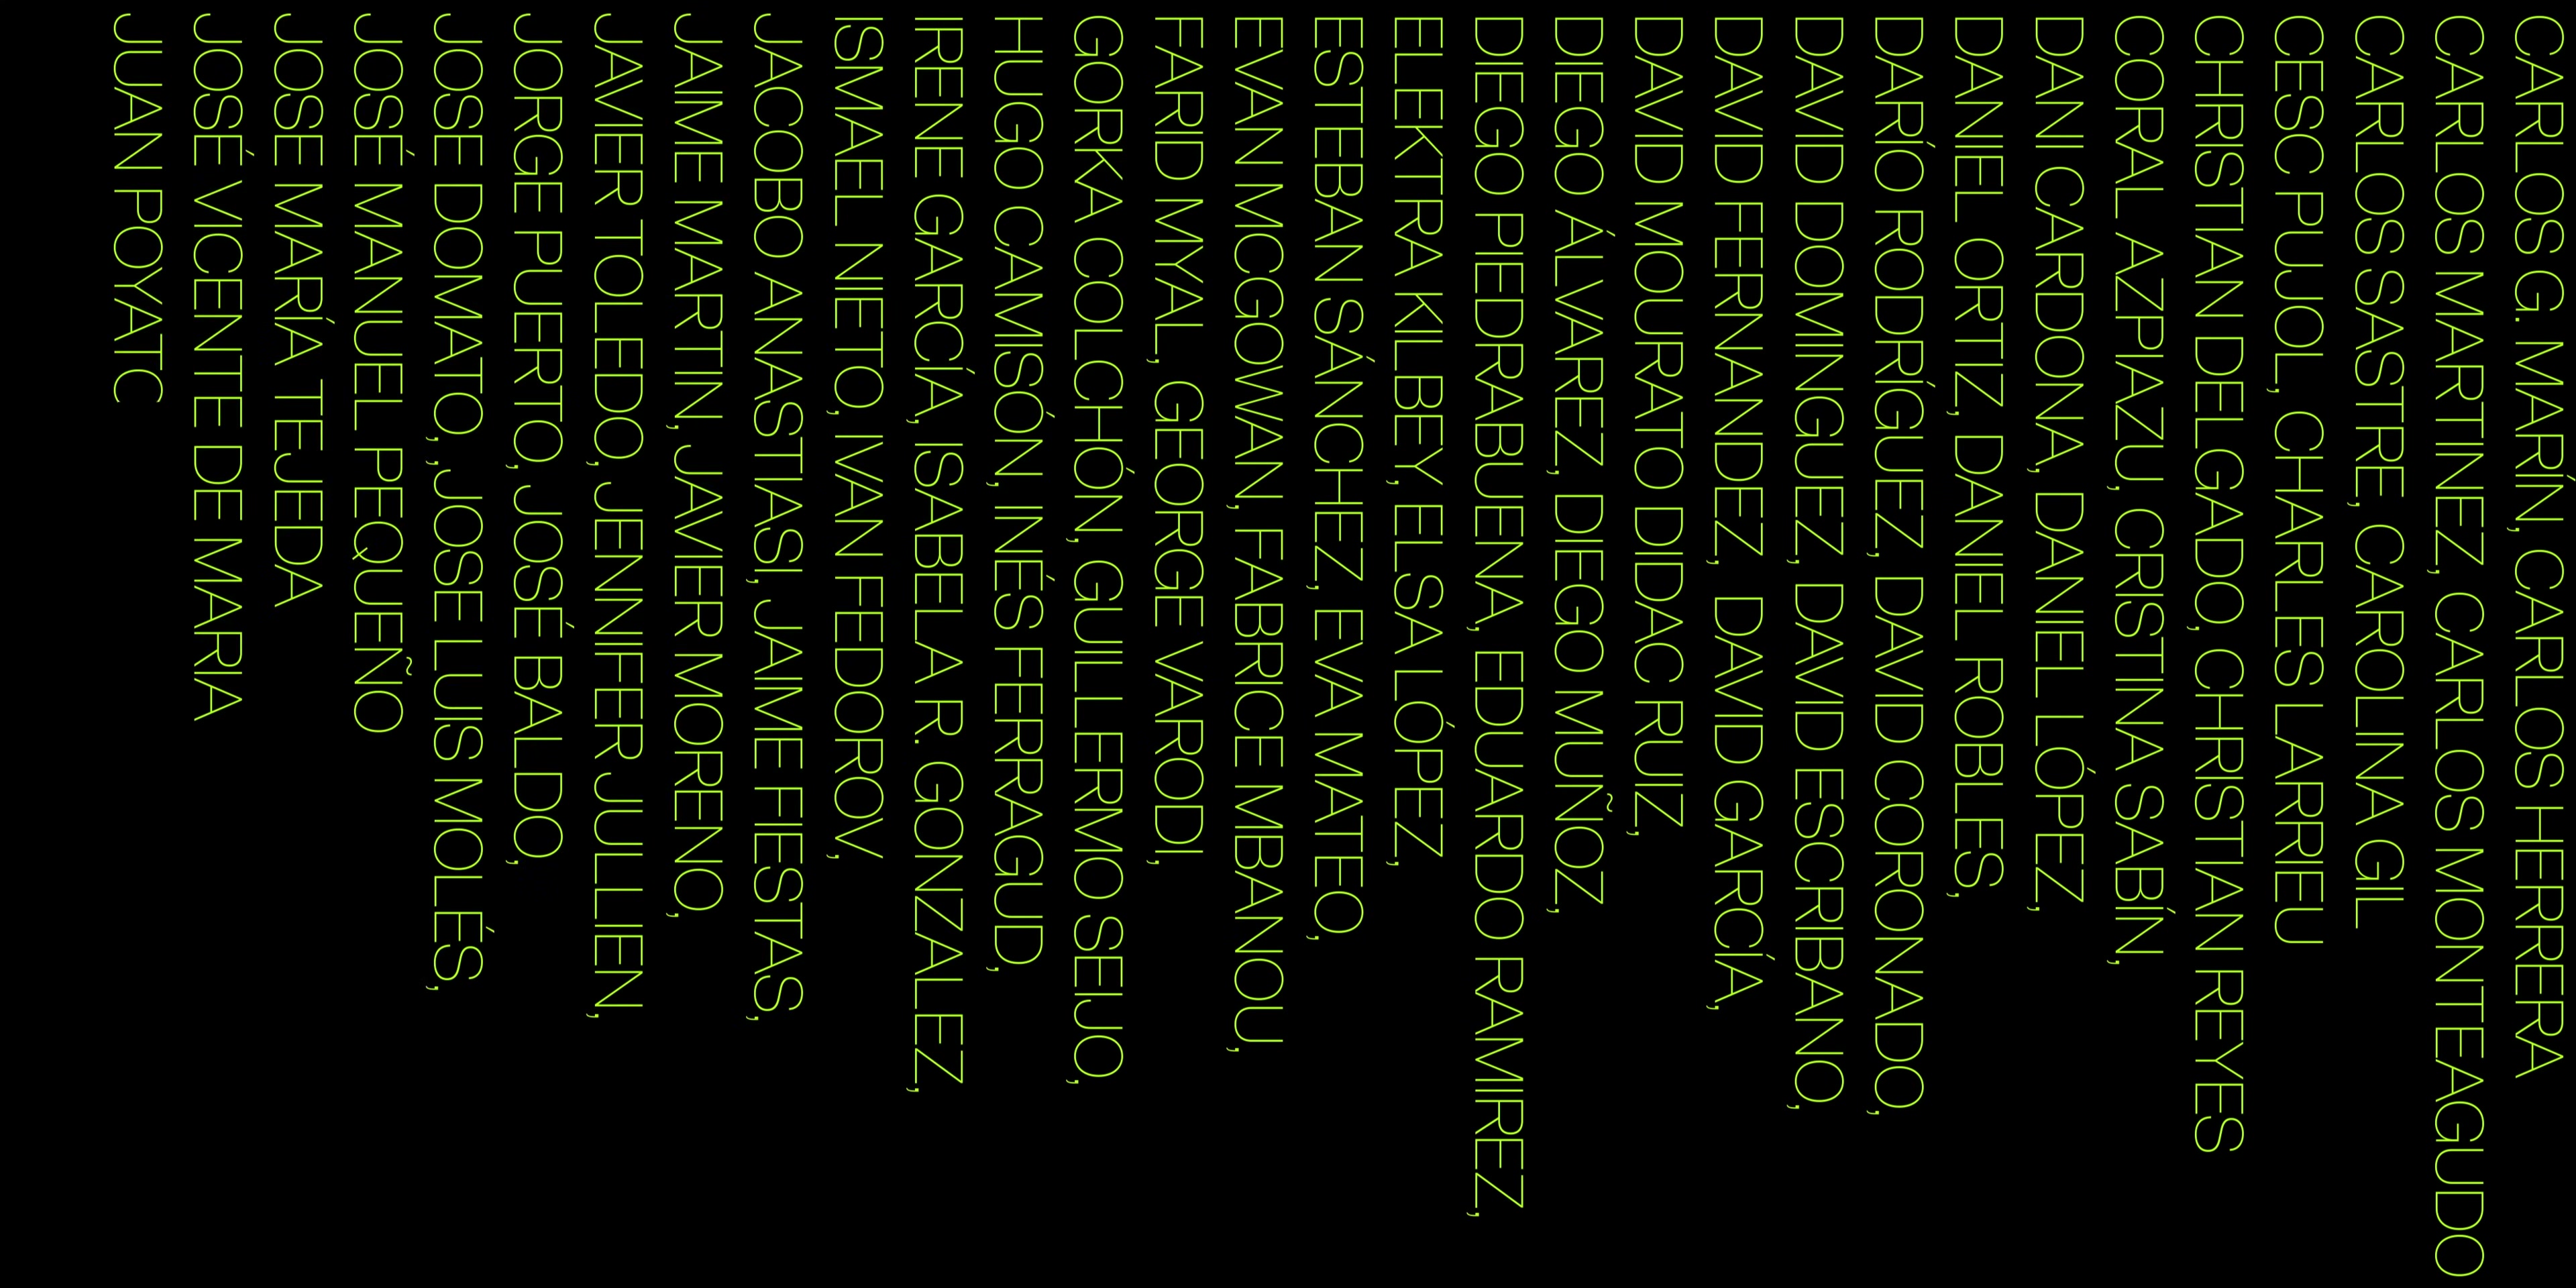 CARLOS G. MARÍN, CARLOS HERRERA
CARLOS MARTINEZ, CARLOS MONTEAGUDO
CARLOS SASTRE, CAROLINA GIL
CESC PUJOL, CHARLES LARRIEU
CHRISTIAN DELGADO, CHRISTIAN REYES
CORAL AZPIAZU, CRISTINA SABÍN,
DANI CARDONA, DANIEL LÓPEZ,
DANIEL ORTIZ, DANIEL ROBLES,
DARÍO RODRÍGUEZ, DAVID CORONADO,
DAVID DOMINGUEZ, DAVID ESCRIBANO,
DAVID FERNANDEZ, DAVID GARCÍA,
DAVID MOURATO DIDAC RUIZ,
DIEGO ÁLVAREZ, DIEGO MUÑOZ,
DIEGO PIEDRABUENA, EDUARDO RAMIREZ,
ELEKTRA KILBEY, ELSA LÓPEZ,
ESTEBAN SÁNCHEZ, EVA MATEO,
EVAN MCGOWAN, FABRICE MBANOU,
FARID MYAL, GEORGE VARODI,
GORKA COLCHÓN, GUILLERMO SEIJO,
HUGO CAMISÓN, INÉS FERRAGUD,
IRENE GARCÍA, ISABELA R. GONZALEZ,
ISMAEL NIETO, IVAN FEDOROV,
JACOBO ANASTIASI, JAIME FIESTAS,
JAIME MARTIN, JAVIER MORENO,
JAVIER TOLEDO, JENNIFER JULLIEN,
JORGE PUERTO, JOSÉ BALDO,
JOSE DOMATO, , JOSE LUIS MOLÉS,
JOSÉ MANUEL PEQUEÑO
JOSE MARÍA TEJEDA
JOSÉ VICENTE DE MARIA
JUAN POYATC